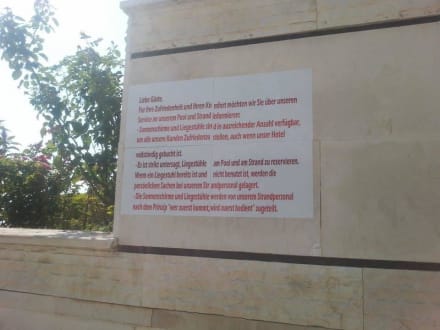 Liebe Gäste,
Für Ihre Zufriedenheit und Ihren Komfort möchten wir Sie über unseren
Service an unserem Pool und Strand informieren:
- Sonnenschirme und Liegestühle sind in ausreichender Anzahl verfügbar,
um alle unsere Kunden Zufriedenzustellen, auch wenn unser Hotel
vollständig gebucht ist.
- Es ist strikt untersagt, Liegestühle am Pool und am Strand zu reservieren.
Wenn ein Liegestuhl bereits ist und nicht benutzt ist, werden die
persönlichen Sachen bei unserem Strandpersonal gelagert.
- Die Sonnenschirme und Liegestühle werden von unserem Strandpersonal
nach dem Prinzip "wer zuerst kommt, wird zuerst bedient" zugeteilt.